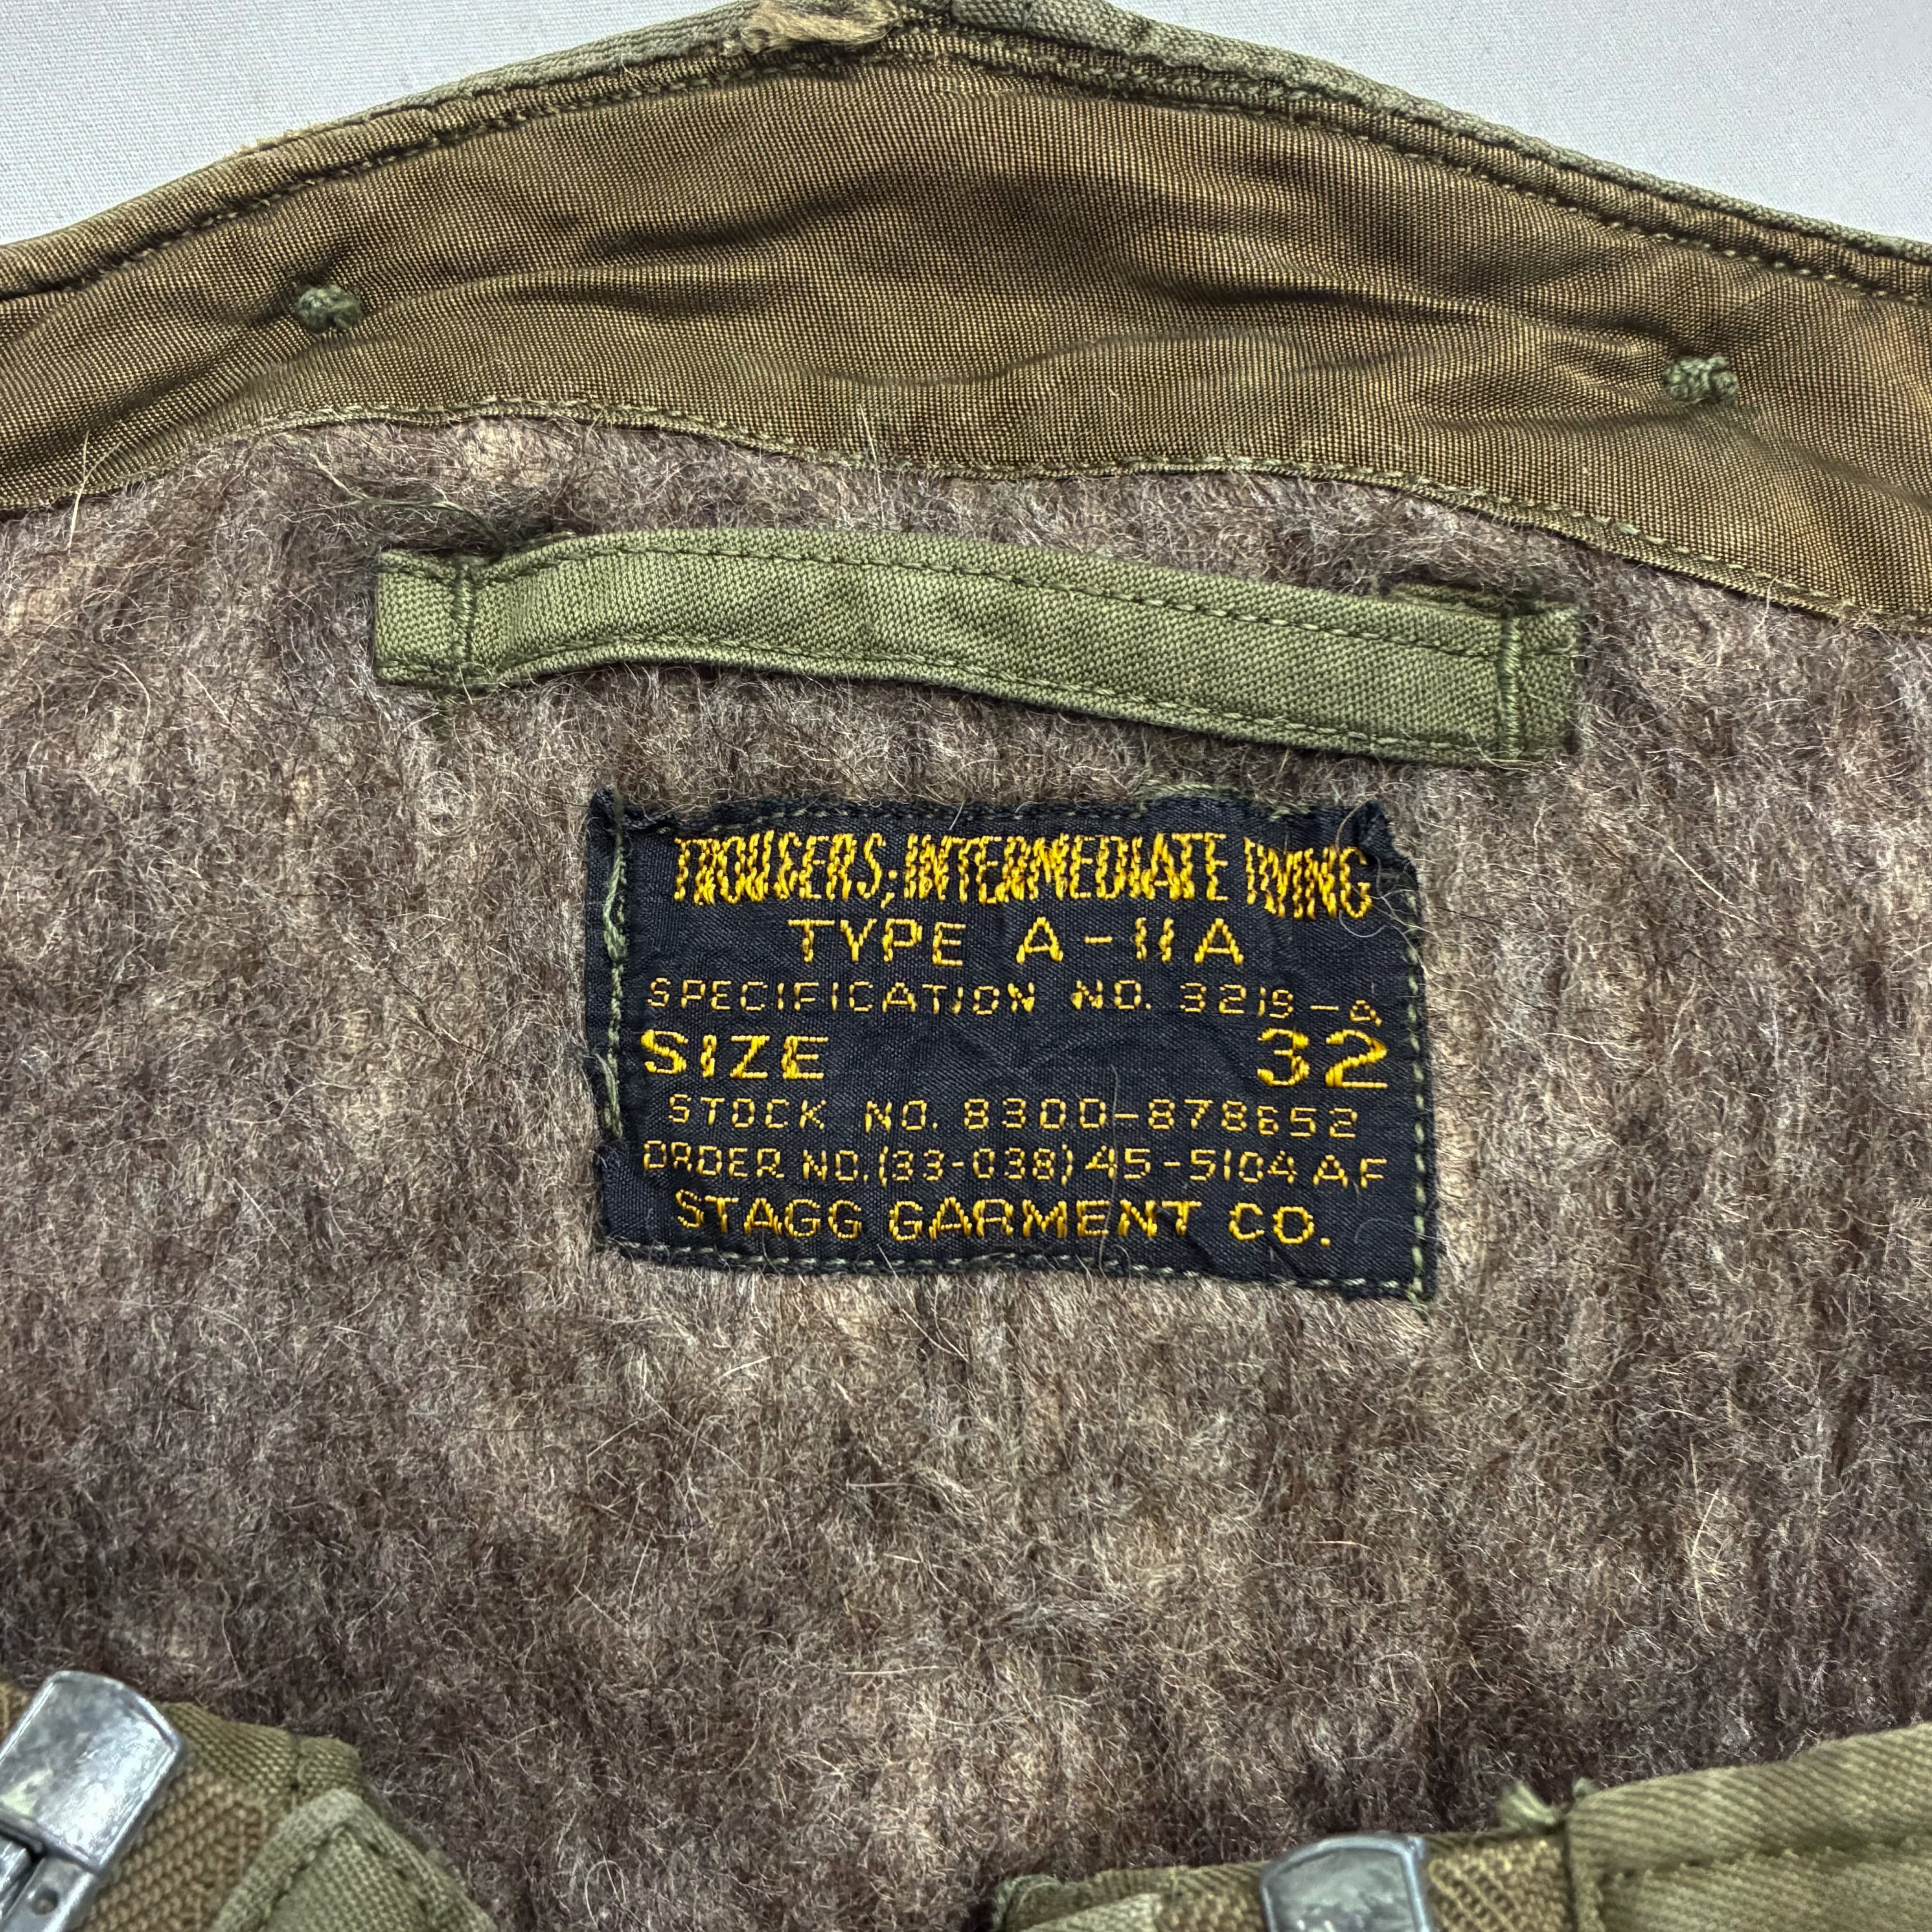 TROUSERS; INTERMEDIATE FLYING
TYPE A-11A
SPECIFICATION NO. 3219-A
SIZE 32
STOCK NO. 8300-878652
ORDER NO.(33-038)45-5104 AF
STAGG GARMENT CO.